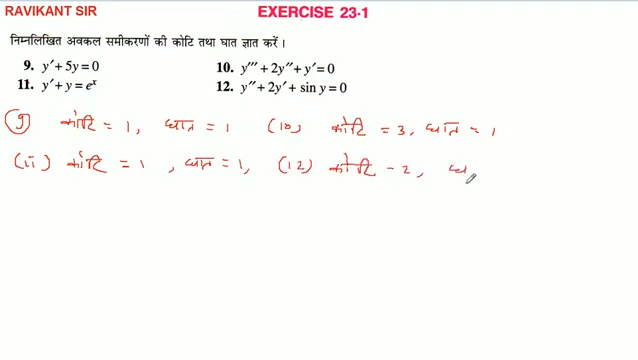 RAVIKANT SIR
EXERCISE 23·1
निम्नलिखित अवकल समीकरणों की कोटि तथा घात ज्ञात करें।
9. y′ + 5y = 0 10. y′′′ + 2y′′ + y′ = 0
11. y′ + y = eˣ 12. y′′ + 2y′ + sin y = 0
9 कोटि = 1, घात = 1 (10) कोटि = 3, घात = 1
(11) कोटि = 1, घात = 1, (12) कोटि - 2, घा